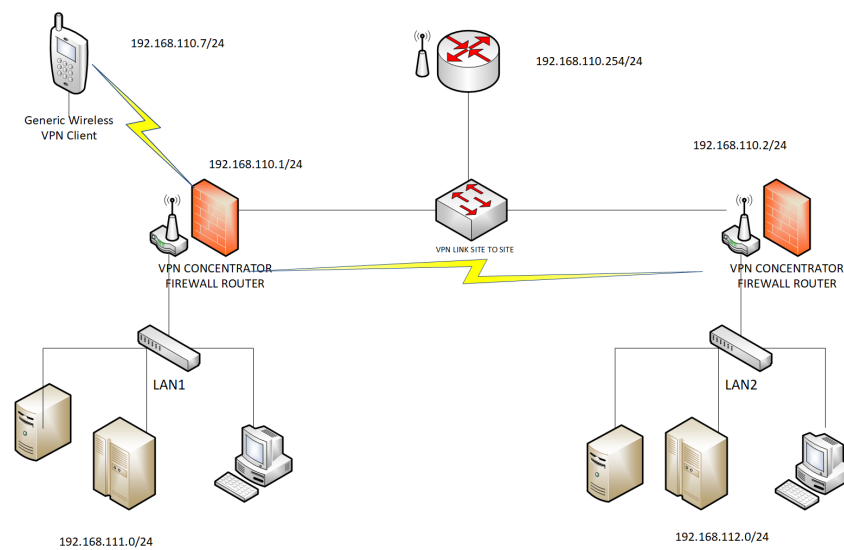 192.168.110.7/24
192.168.110.254/24
Generic Wireless
VPN Client
192.168.110.1/24
192.168.110.2/24
VPN LINK SITE TO SITE
VPN CONCENTRATOR
FIREWALL ROUTER
VPN CONCENTRATOR
FIREWALL ROUTER
LAN1
LAN2
192.168.111.0/24
192.168.112.0/24